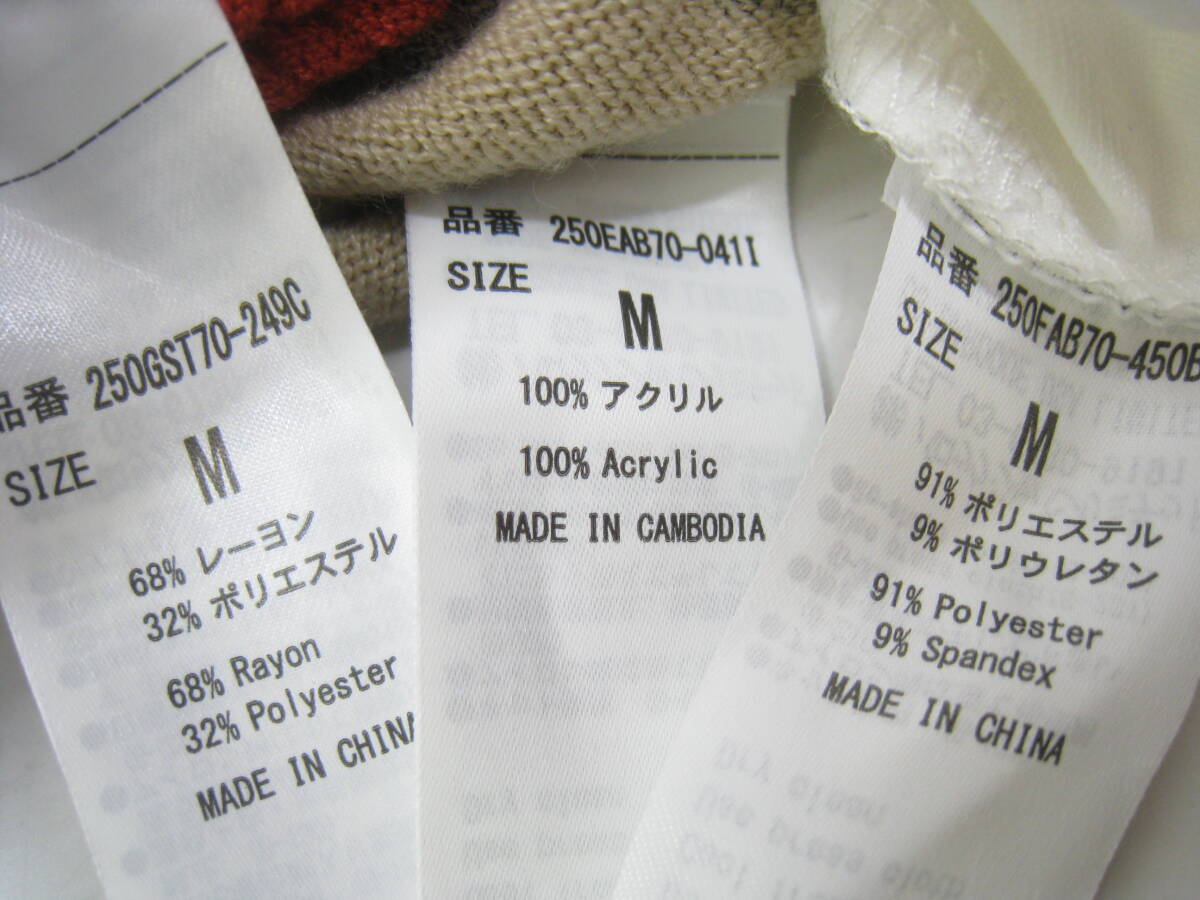 品番 250GST70-249C
SIZE M
68% レーヨン
32% ポリエステル
68% Rayon
32% Polyester
MADE IN CHINA
品番 250EAB70-041I
SIZE M
100% アクリル
100% Acrylic
MADE IN CAMBODIA
品番 250FAB70-450B
SIZE M
91% ポリエステル
9% ポリウレタン
91% Polyester
9% Spandex
MADE IN CHINA